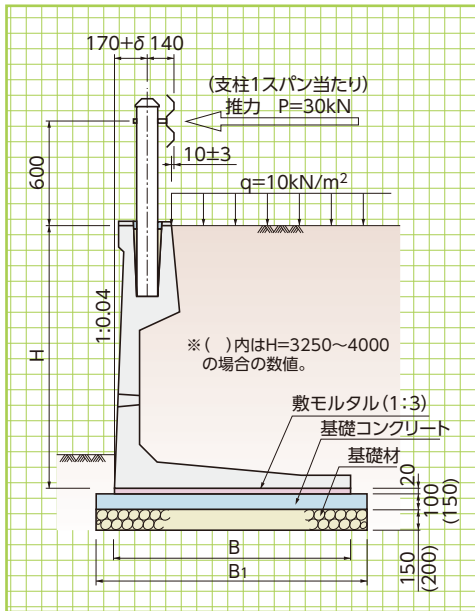 170+δ 140
(支柱1スパン当たり)
推力 P=30kN
10±3
600
q=10kN/m²
1:0.04
H
※( )内はH=3250〜4000
の場合の数値。
敷モルタル(1:3)
基礎コンクリート
基礎材
20
100
(150)
150
(200)
B
B1